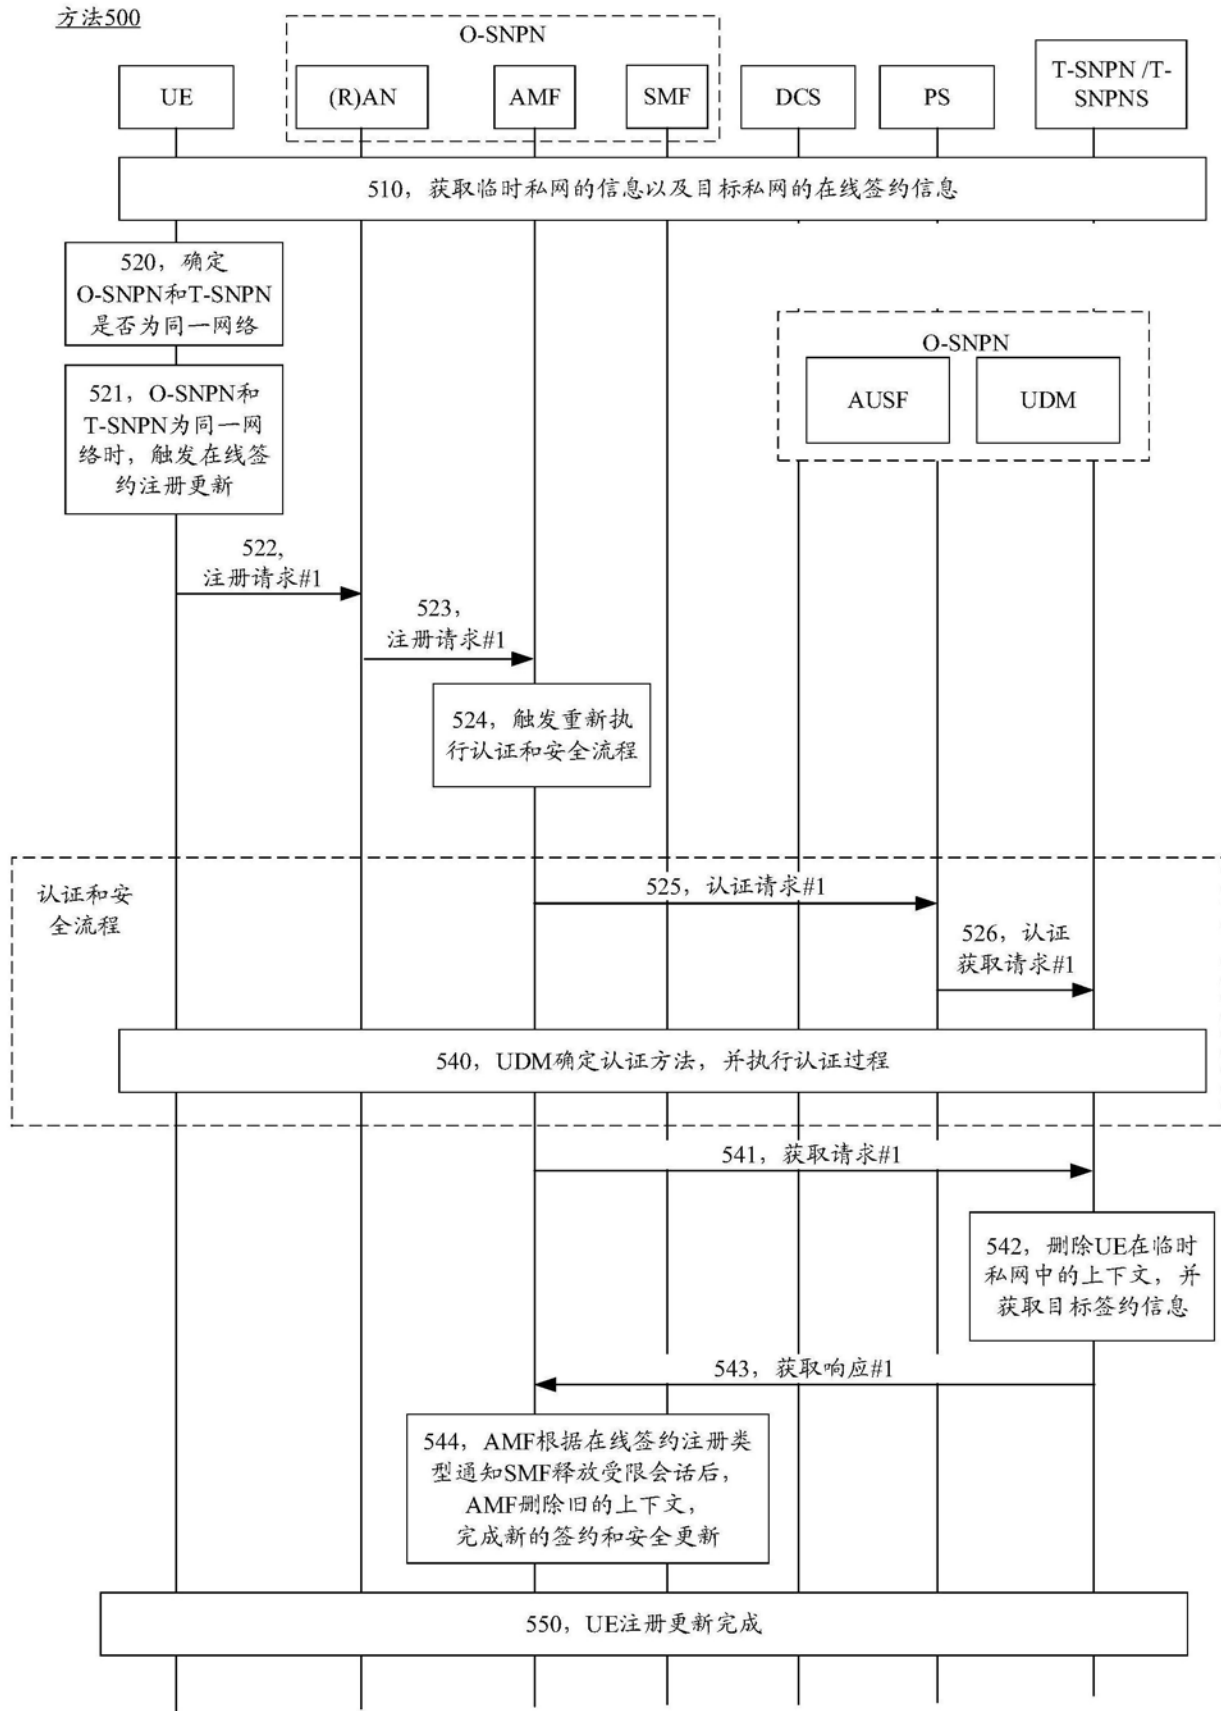 方法500
O-SNPN
UE
(R)AN
AMF
SMF
DCS
PS
T-SNPN /T-
SNPNS
510，获取临时私网的信息以及目标私网的在线签约信息
520，确定
O-SNPN和T-SNPN
是否为同一网络
O-SNPN
AUSF
UDM
521，O-SNPN和
T-SNPN为同一网
络时，触发在线签
约注册更新
522,
注册请求#1
523，
注册请求#1
524，触发重新执
行认证和安全流程
认证和安
全流程
525，认证请求#1
526，认证
获取请求#1
540，UDM确定认证方法，并执行认证过程
541，获取请求#1
542，删除UE在临时
私网中的上下文，并
获取目标签约信息
543，获取响应#1
544，AMF根据在线签约注册类
型通知SMF释放受限会话后，
AMF删除旧的上下文，
完成新的签约和安全更新
550，UE注册更新完成